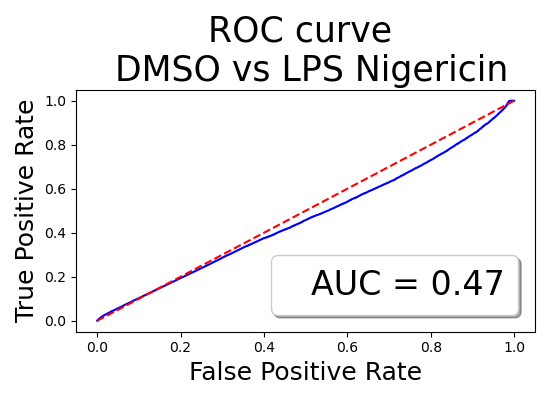 ROC curve
DMSO vs LPS Nigericin
True Positive Rate
1.0
0.8
0.6
0.4
0.2
0.0
AUC = 0.47
0.0 0.2 0.4 0.6 0.8 1.0
False Positive Rate